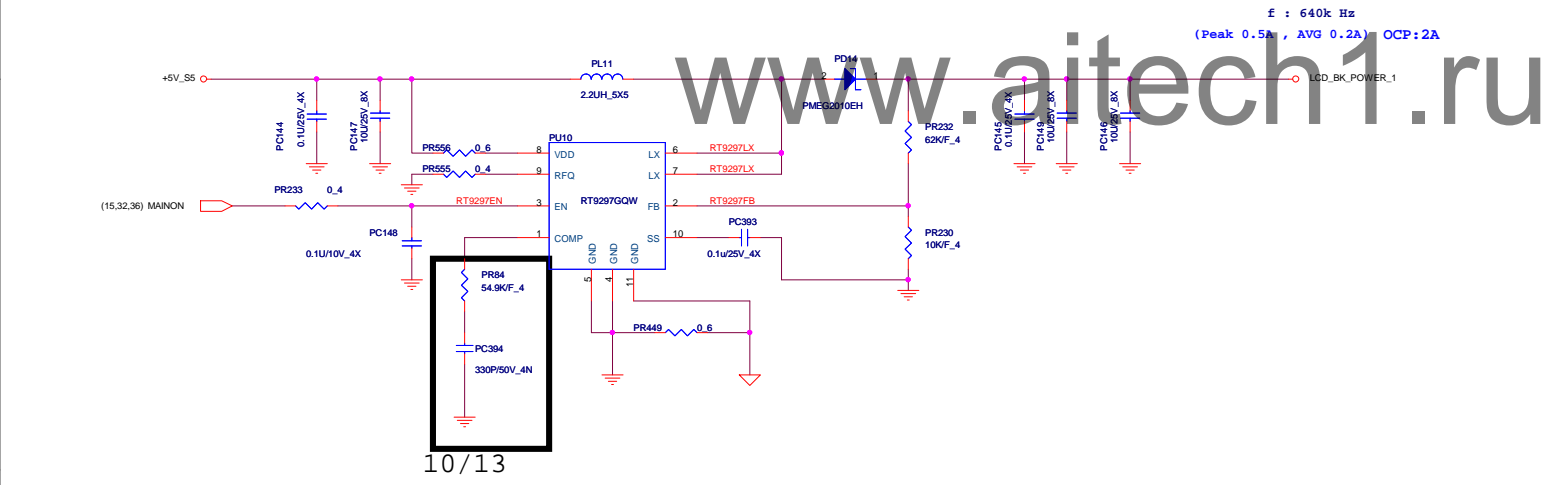 f : 640k Hz
(Peak 0.5A , AVG 0.2A) OCP:2A
www.aitech1.ru
+5V_S5
PL11
2.2UH_5X5
PD14
2
1
PMEG2010EH
LCD_BK_POWER_1
PC144
0.1U/25V_4X
PC147
10U/25V_8X
PC145
0.1U/25V_4X
PC149
10U/25V_8X
PC146
10U/25V_8X
PR232
62K/F_4
PU10
PR556
0_6
8
VDD
LX
6
RT9297LX
PR555
0_4
9
RFQ
LX
7
RT9297LX
(15,32,36) MAINON
PR233
0_4
RT9297EN
3
EN
RT9297GQW
FB
2
RT9297FB
PC148
0.1U/10V_4X
1
COMP
SS
10
PC393
0.1u/25V_4X
PR230
10K/F_4
GND
GND
GND
5
4
11
PR84
54.9K/F_4
PR449
0_6
PC394
330P/50V_4N
10/13